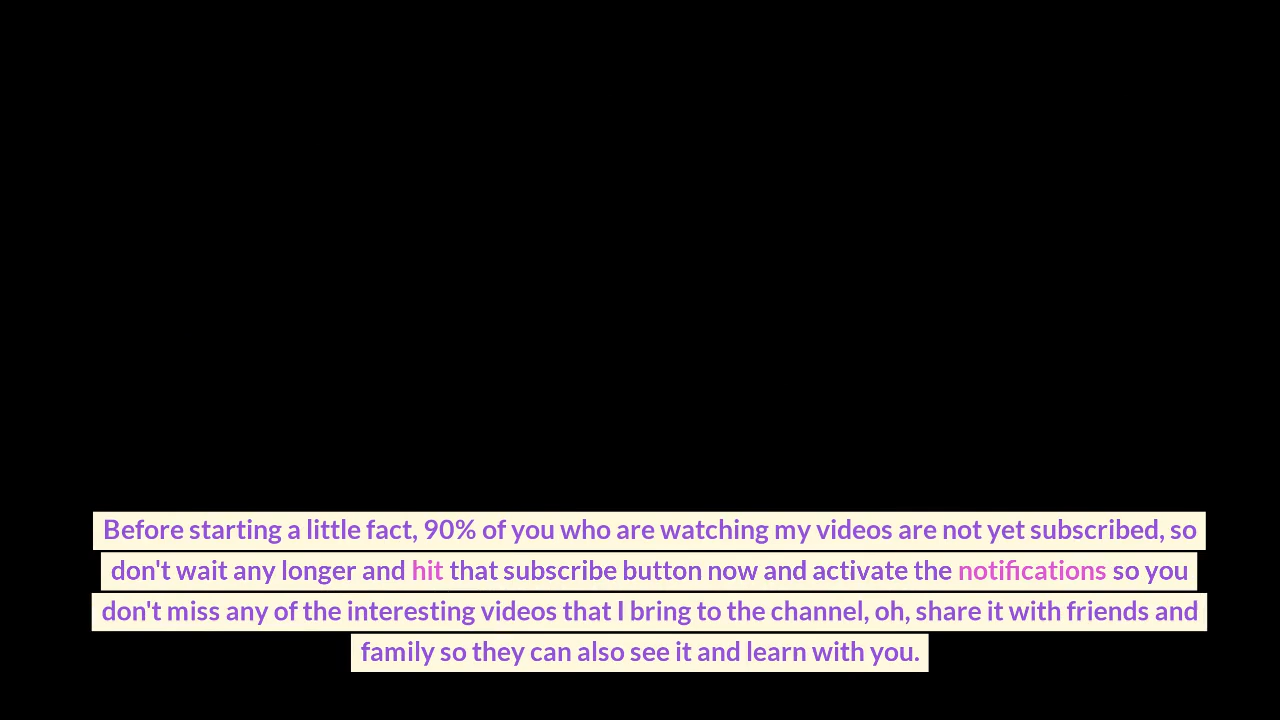 Before starting a little fact, 90% of you who are watching my videos are not yet subscribed, so
don't wait any longer and hit that subscribe button now and activate the notifications so you
don't miss any of the interesting videos that I bring to the channel, oh, share it with friends and
family so they can also see it and learn with you.